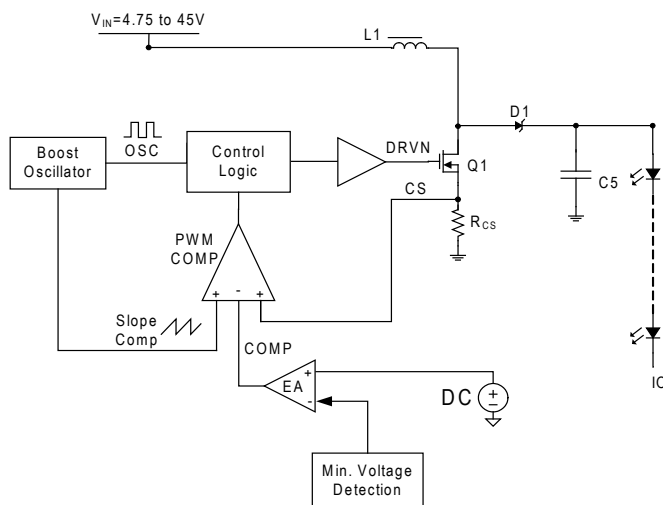 V_IN=4.75 to 45V
L1
D1
OSC
DRVN
Boost
Oscillator
Control
Logic
Q1
C5
CS
R_CS
PWM
COMP
+
-
+
Slope
Comp
COMP
EA
+
-
DC
+
-
IO
Min. Voltage
Detection